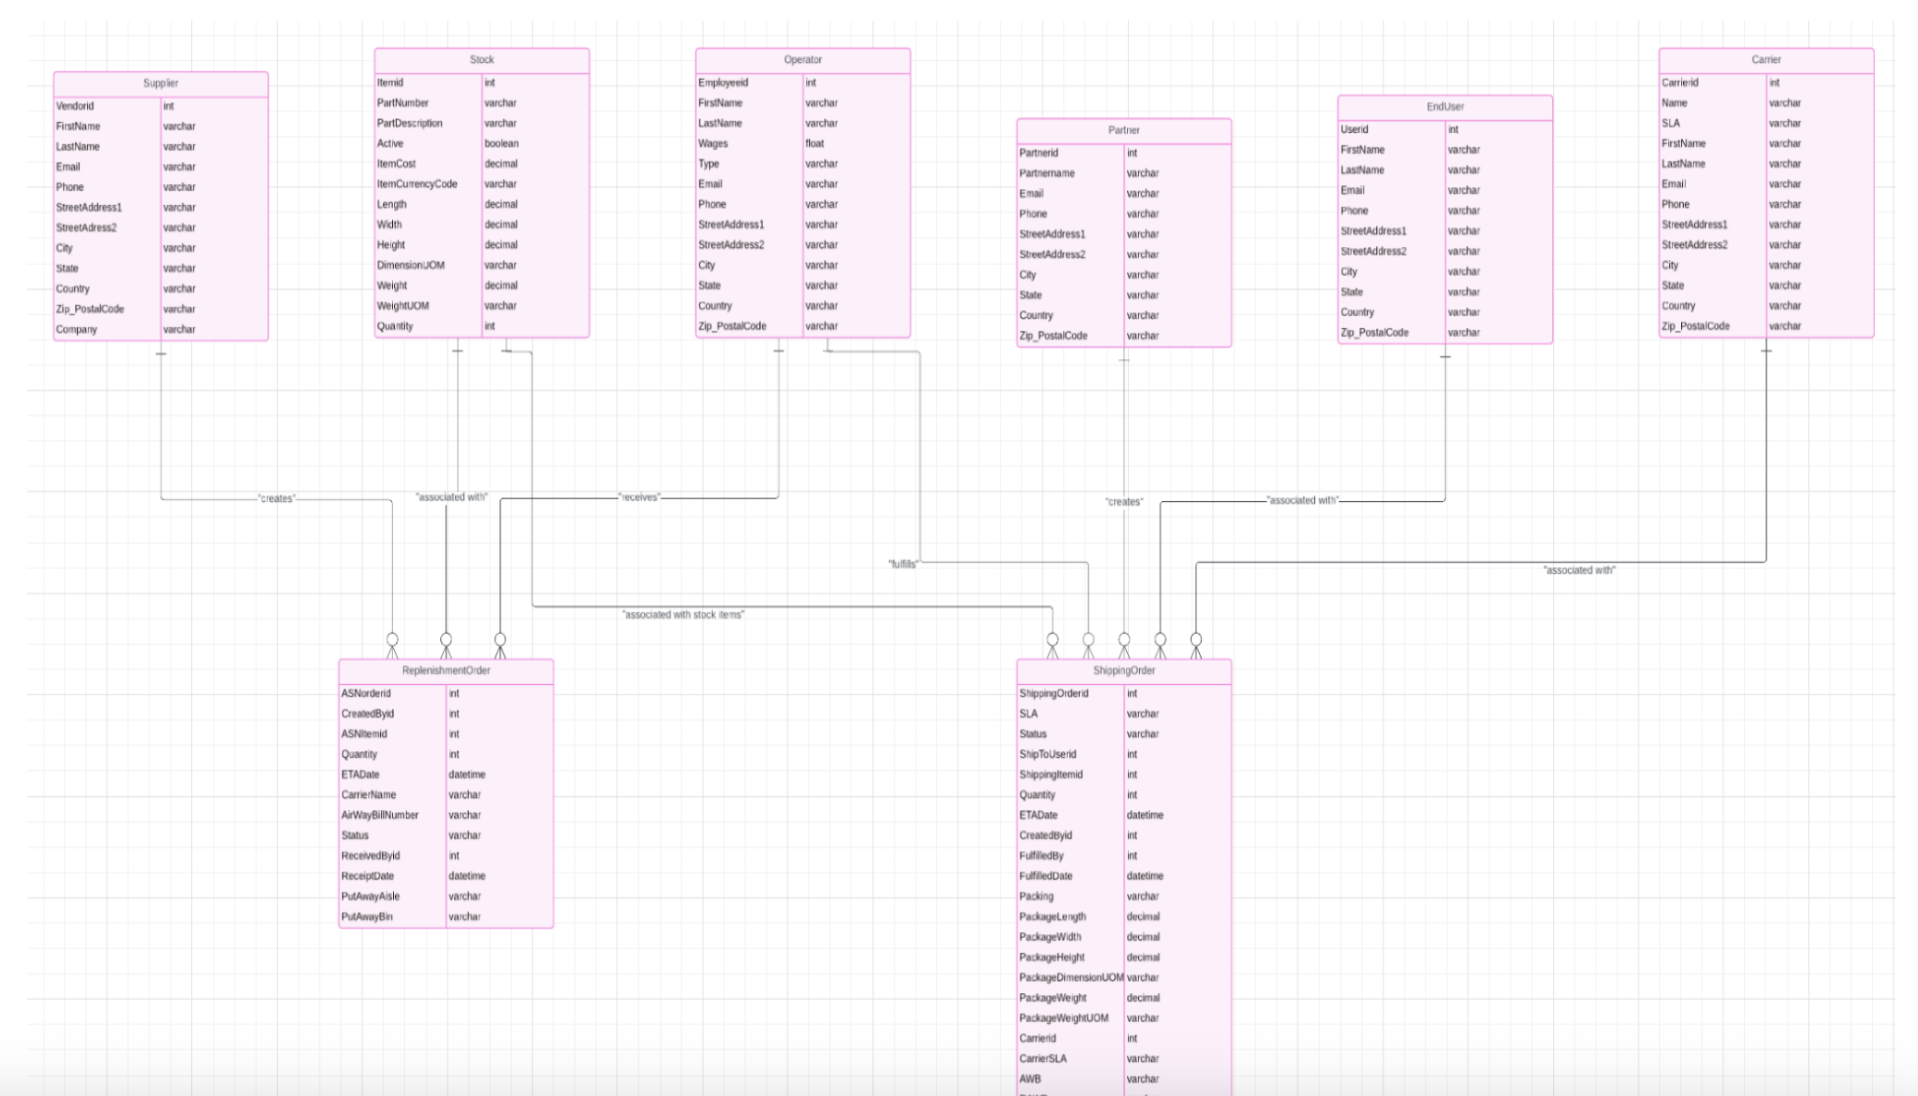 Supplier
Vendorid int
FirstName varchar
LastName varchar
Email varchar
Phone varchar
StreetAddress1 varchar
StreetAdress2 varchar
City varchar
State varchar
Country varchar
Zip_PostalCode varchar
Company varchar
Stock
Itemid int
PartNumber varchar
PartDescription varchar
Active boolean
ItemCost decimal
ItemCurrencyCode varchar
Length decimal
Width decimal
Height decimal
DimensionUOM varchar
Weight decimal
WeightUOM varchar
Quantity int
Operator
Employeeid int
FirstName varchar
LastName varchar
Wages float
Type varchar
Email varchar
Phone varchar
StreetAddress1 varchar
StreetAddress2 varchar
City varchar
State varchar
Country varchar
Zip_PostalCode varchar
Partner
Partnerid int
Partnername varchar
Email varchar
Phone varchar
StreetAddress1 varchar
StreetAddress2 varchar
City varchar
State varchar
Country varchar
Zip_PostalCode varchar
EndUser
Userid int
FirstName varchar
LastName varchar
Email varchar
Phone varchar
StreetAddress1 varchar
StreetAddress2 varchar
City varchar
State varchar
Country varchar
Zip_PostalCode varchar
Carrier
Carrierid int
Name varchar
SLA varchar
FirstName varchar
LastName varchar
Email varchar
Phone varchar
StreetAddress1 varchar
StreetAddress2 varchar
City varchar
State varchar
Country varchar
Zip_PostalCode varchar
"creates"
"associated with"
"receives"
"creates"
"associated with"
"fulfills"
"associated with"
"associated with stock items"
ReplenishmentOrder
ASNorderid int
CreatedByid int
ASNItemid int
Quantity int
ETADate datetime
CarrierName varchar
AirWayBillNumber varchar
Status varchar
ReceivedByid int
ReceiptDate datetime
PutAwayAisle varchar
PutAwayBin varchar
ShippingOrder
ShippingOrderid int
SLA varchar
Status varchar
ShipToUserid int
ShippingItemid int
Quantity int
ETADate datetime
CreatedByid int
FulfilledBy int
FulfilledDate datetime
Packing varchar
PackageLength decimal
PackageWidth decimal
PackageHeight decimal
PackageDimensionUOM varchar
PackageWeight decimal
PackageWeightUOM varchar
Carrierid int
CarrierSLA varchar
AWB varchar